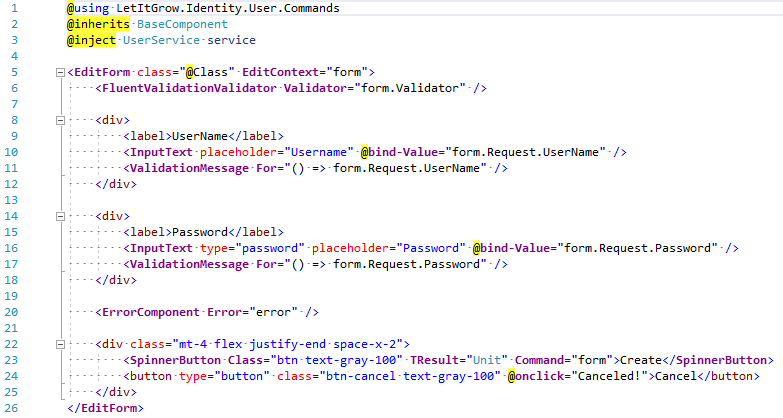 1 @using LetItGrow.Identity.User.Commands
2 @inherits BaseComponent
3 @inject UserService service
4
5 <EditForm class="@Class" EditContext="form">
6     <FluentValidationValidator Validator="form.Validator" />
7
8     <div>
9         <label>UserName</label>
10         <InputText placeholder="Username" @bind-Value="form.Request.UserName" />
11         <ValidationMessage For="() => form.Request.UserName" />
12     </div>
13
14     <div>
15         <label>Password</label>
16         <InputText type="password" placeholder="Password" @bind-Value="form.Request.Password" />
17         <ValidationMessage For="() => form.Request.Password" />
18     </div>
19
20     <ErrorComponent Error="error" />
21
22     <div class="mt-4 flex justify-end space-x-2">
23         <SpinnerButton Class="btn text-gray-100" TResult="Unit" Command="form">Create</SpinnerButton>
24         <button type="button" class="btn-cancel text-gray-100" @onclick="Canceled!">Cancel</button>
25     </div>
26 </EditForm>